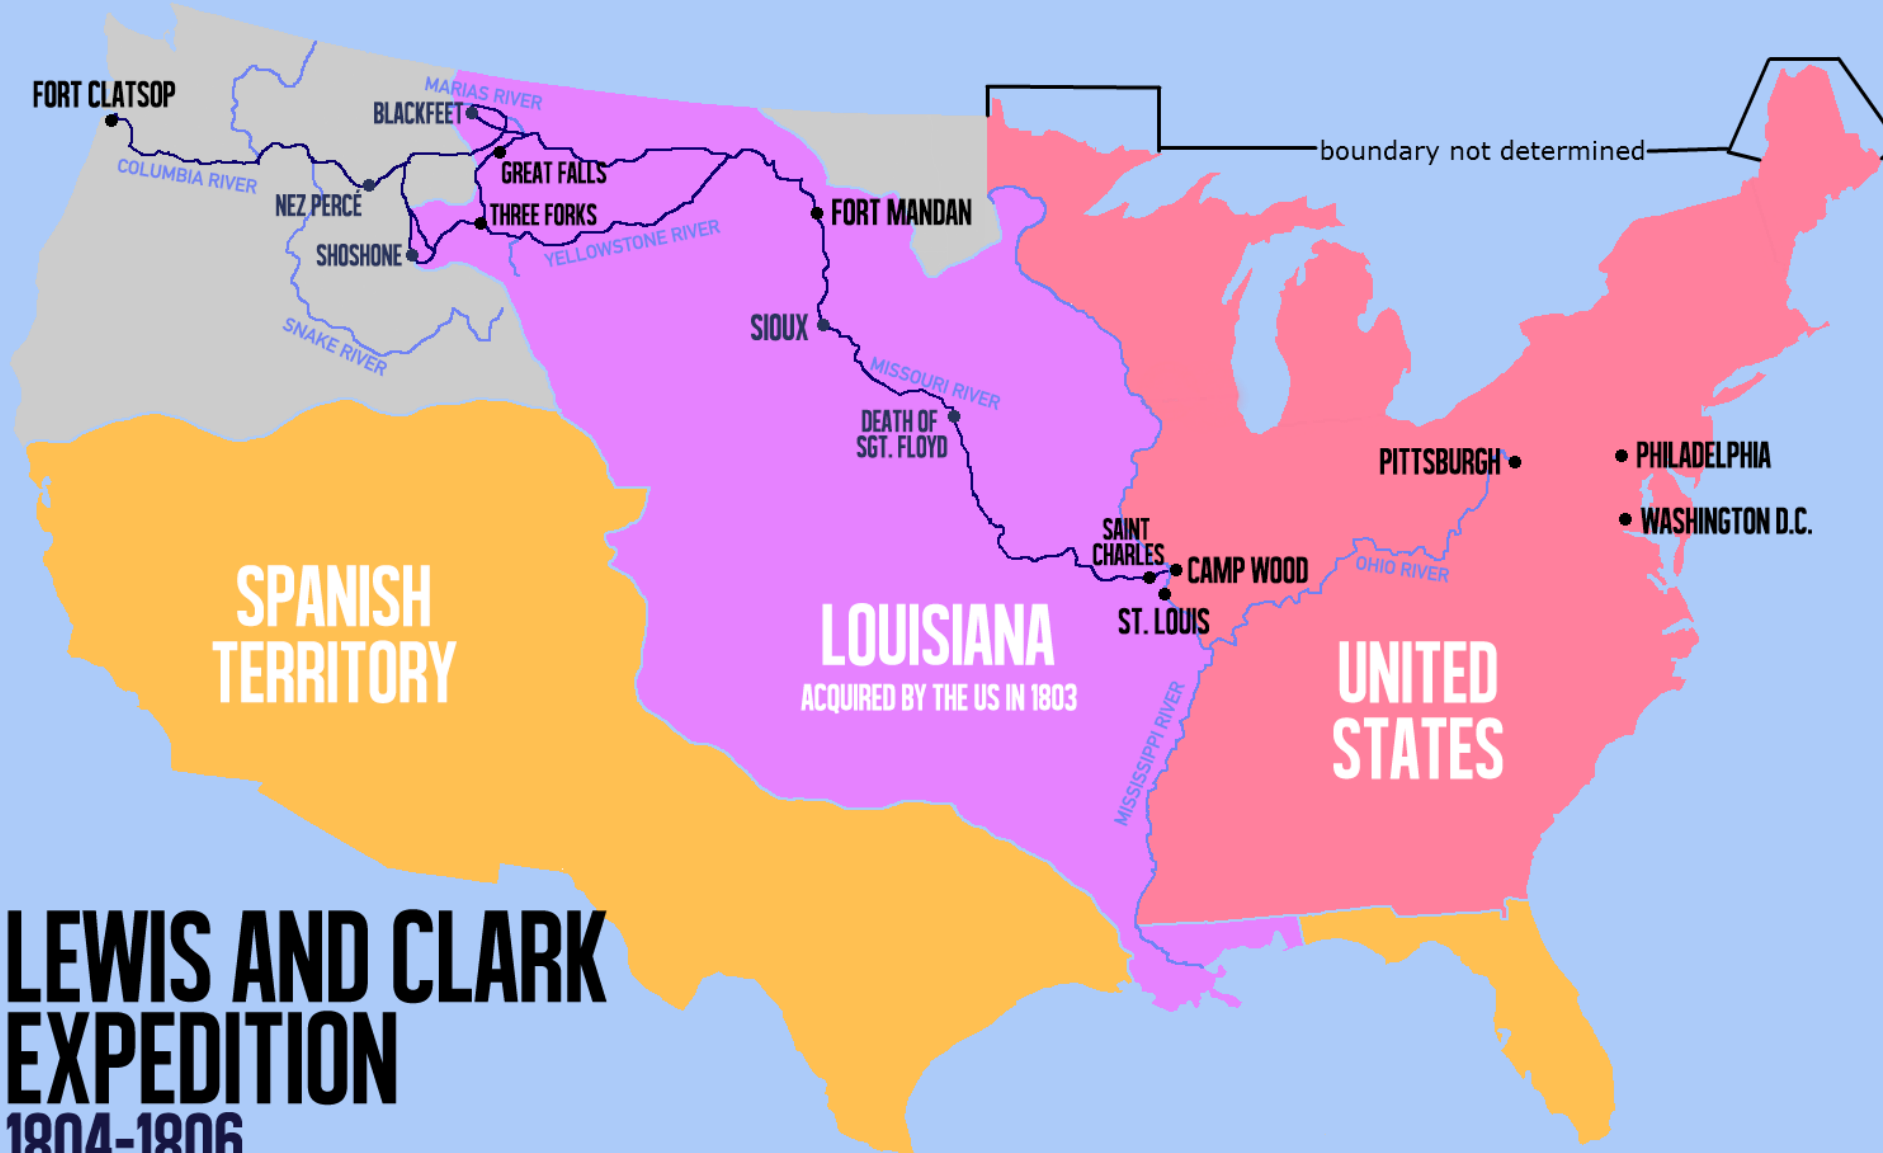 FORT CLATSOP
MARIAS RIVER
BLACKFEET
boundary not determined
COLUMBIA RIVER
GREAT FALLS
NEZ PERCÉ
THREE FORKS
FORT MANDAN
SHOSHONE
YELLOWSTONE RIVER
SNAKE RIVER
SIOUX
MISSOURI RIVER
DEATH OF
SGT. FLOYD
PITTSBURGH
PHILADELPHIA
WASHINGTON D.C.
SAINT
CHARLES
CAMP WOOD
OHIO RIVER
ST. LOUIS
SPANISH
TERRITORY
LOUISIANA
ACQUIRED BY THE US IN 1803
MISSISSIPPI RIVER
UNITED
STATES
LEWIS AND CLARK
EXPEDITION
1804-1806